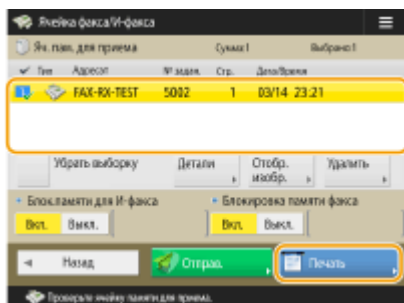 Ячейка факса/И-факса
Яч. пам. для приема Сумма:1 Выбрано:1
Тип Адресат № задан. Стр. Дата/Время
1 FAX-RX-TEST 5002 1 03/14 23:21
Убрать выборку Детали Отобр. изобр. Удалить
Блок.памяти для И-факса Блокировка памяти факса
Вкл. Выкл. Вкл. Выкл.
Назад Отправ. Печать
Проверьте ячейку памяти для приема.